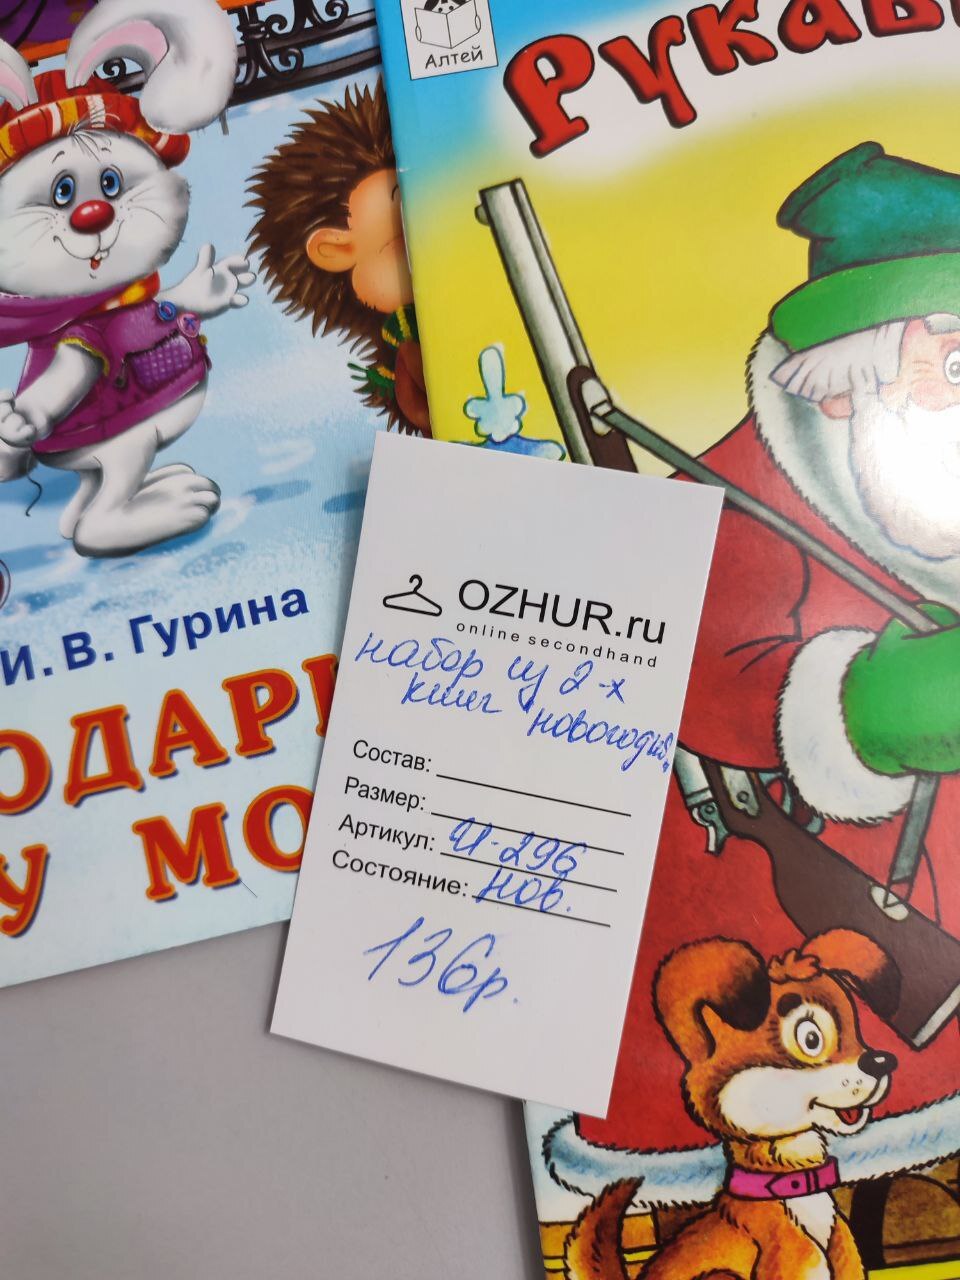 Алтей
Рукав
И. В. Гурина
ОДАР
У МО
OZHUR.ru
online secondhand
набор из 2-х
книг "новогодн."
Состав:
Размер:
Артикул: И-296
Состояние: Нов.
136р.